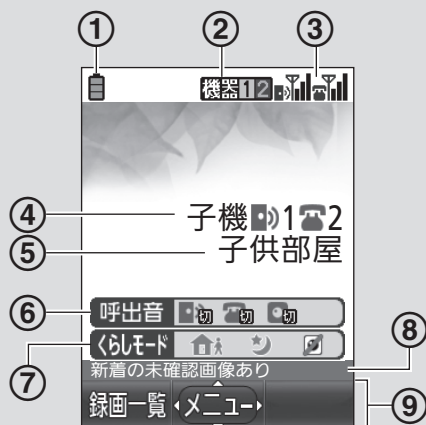 ① ② ③
機器12
④ 子機1☎2
⑤ 子供部屋
⑥ 呼出音 切 切 切
⑦ くらしモード
⑧ 新着の未確認画像あり
⑨ 録画一覧 メニュー